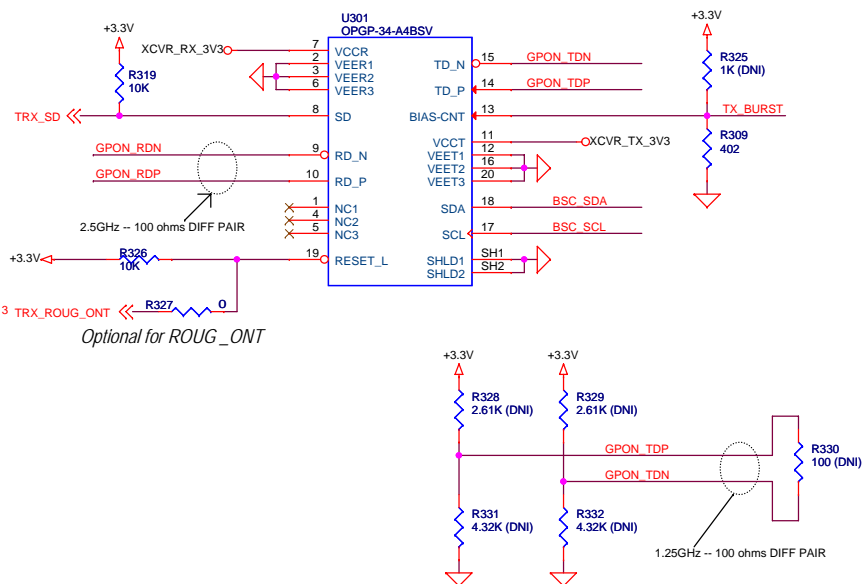 U301
OPGP-34-A4BSV
+3.3V
R319
10K
XCVR_RX_3V3
7
VCCR
2
VEER1
3
VEER2
6
VEER3
TRX_SD
8
SD
GPON_RDN
9
RD_N
GPON_RDP
10
RD_P
1
NC1
4
NC2
5
NC3
2.5GHz -- 100 ohms DIFF PAIR
+3.3V
R326
10K
19
RESET_L
3
TRX_ROUG_ONT
R327
0
Optional for ROUG_ONT
TD_N
15
GPON_TDN
TD_P
14
GPON_TDP
BIAS-CNT
13
TX_BURST
VCCT
11
XCVR_TX_3V3
VEET1
12
VEET2
16
VEET3
20
SDA
18
BSC_SDA
SCL
17
BSC_SCL
SHLD1
SH1
SHLD2
SH2
+3.3V
R325
1K (DNI)
R309
402
+3.3V
R328
2.61K (DNI)
+3.3V
R329
2.61K (DNI)
GPON_TDP
GPON_TDN
R330
100 (DNI)
R331
4.32K (DNI)
R332
4.32K (DNI)
1.25GHz -- 100 ohms DIFF PAIR